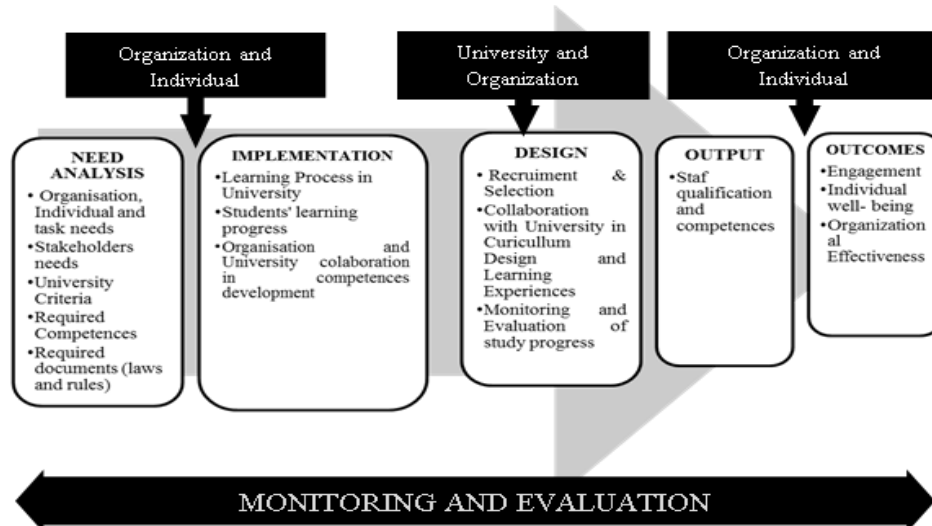 Organization and
Individual
University and
Organization
Organization and
Individual
NEED
ANALYSIS
• Organisation,
Individual and
task needs
•Stakeholders
needs
•University
Criteria
•Required
Competences
•Required
documents (laws
and rules)
IMPLEMENTATION
•Learning Process in
University
•Students' learning
progress
•Organisation and
University colaboration
in competences
development
DESIGN
• Recruiment &
Selection
•Collaboration
with University in
Curicullum
Design and
Learning
Experiences
•Monitoring and
Evaluation of
study progress
OUTPUT
•Staf
qualification
and
competences
OUTCOMES
•Engagement
•Individual
well- being
•Organization
al
Effectiveness
MONITORING AND EVALUATION